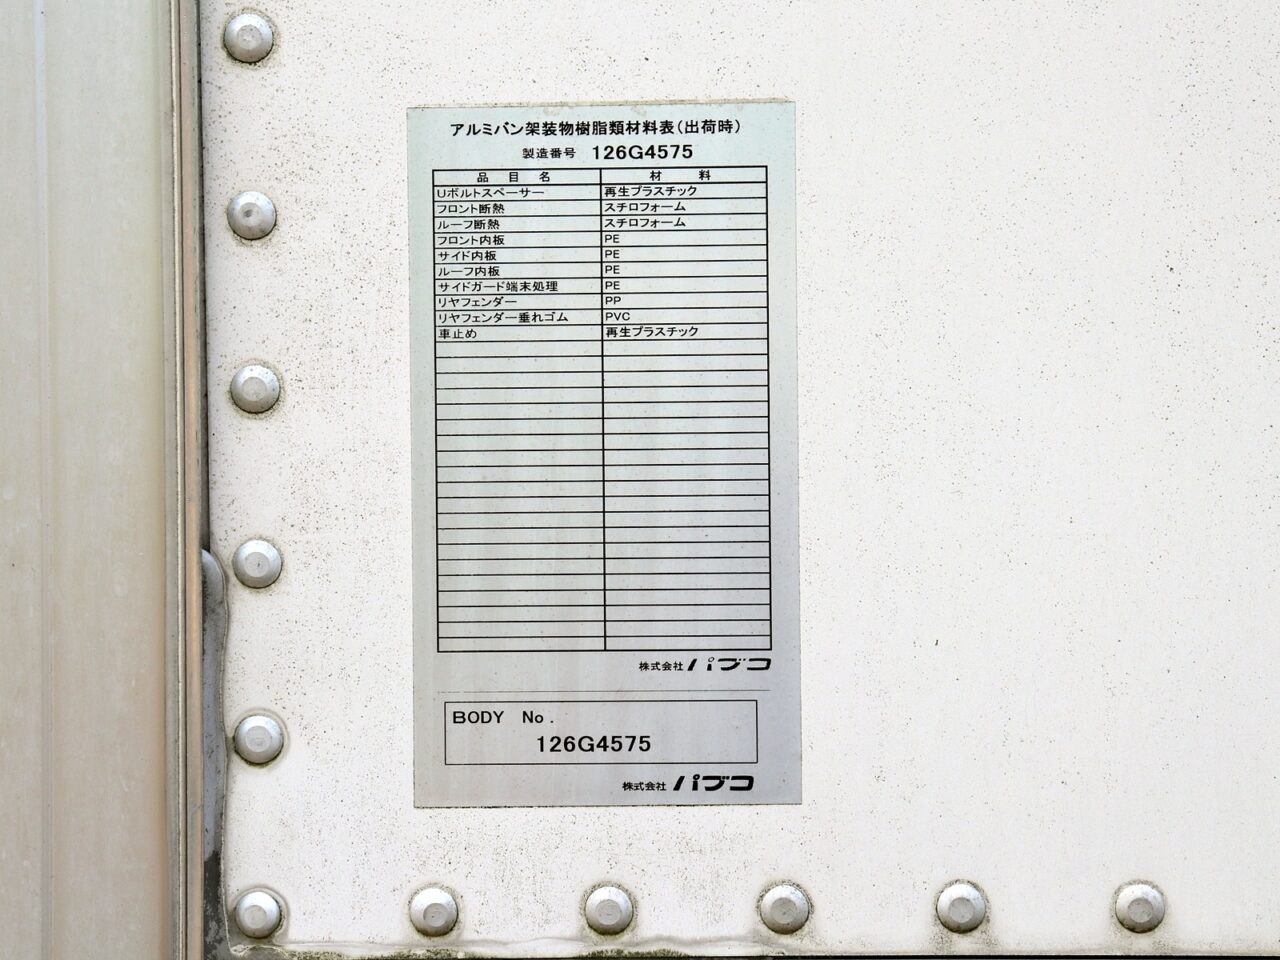 アルミバン架装物樹脂類材料表(出荷時)
製造番号 126G4575
品目名 材料
Uボルトスペーサー 再生プラスチック
フロント断熱 スチロフォーム
ルーフ断熱 スチロフォーム
フロント内板 PE
サイド内板 PE
ルーフ内板 PE
サイドガード端末処理 PE
リヤフェンダー PP
リヤフェンダー垂れゴム PVC
車止め 再生プラスチック
株式会社パブコ
BODY No.
126G4575
株式会社パブコ